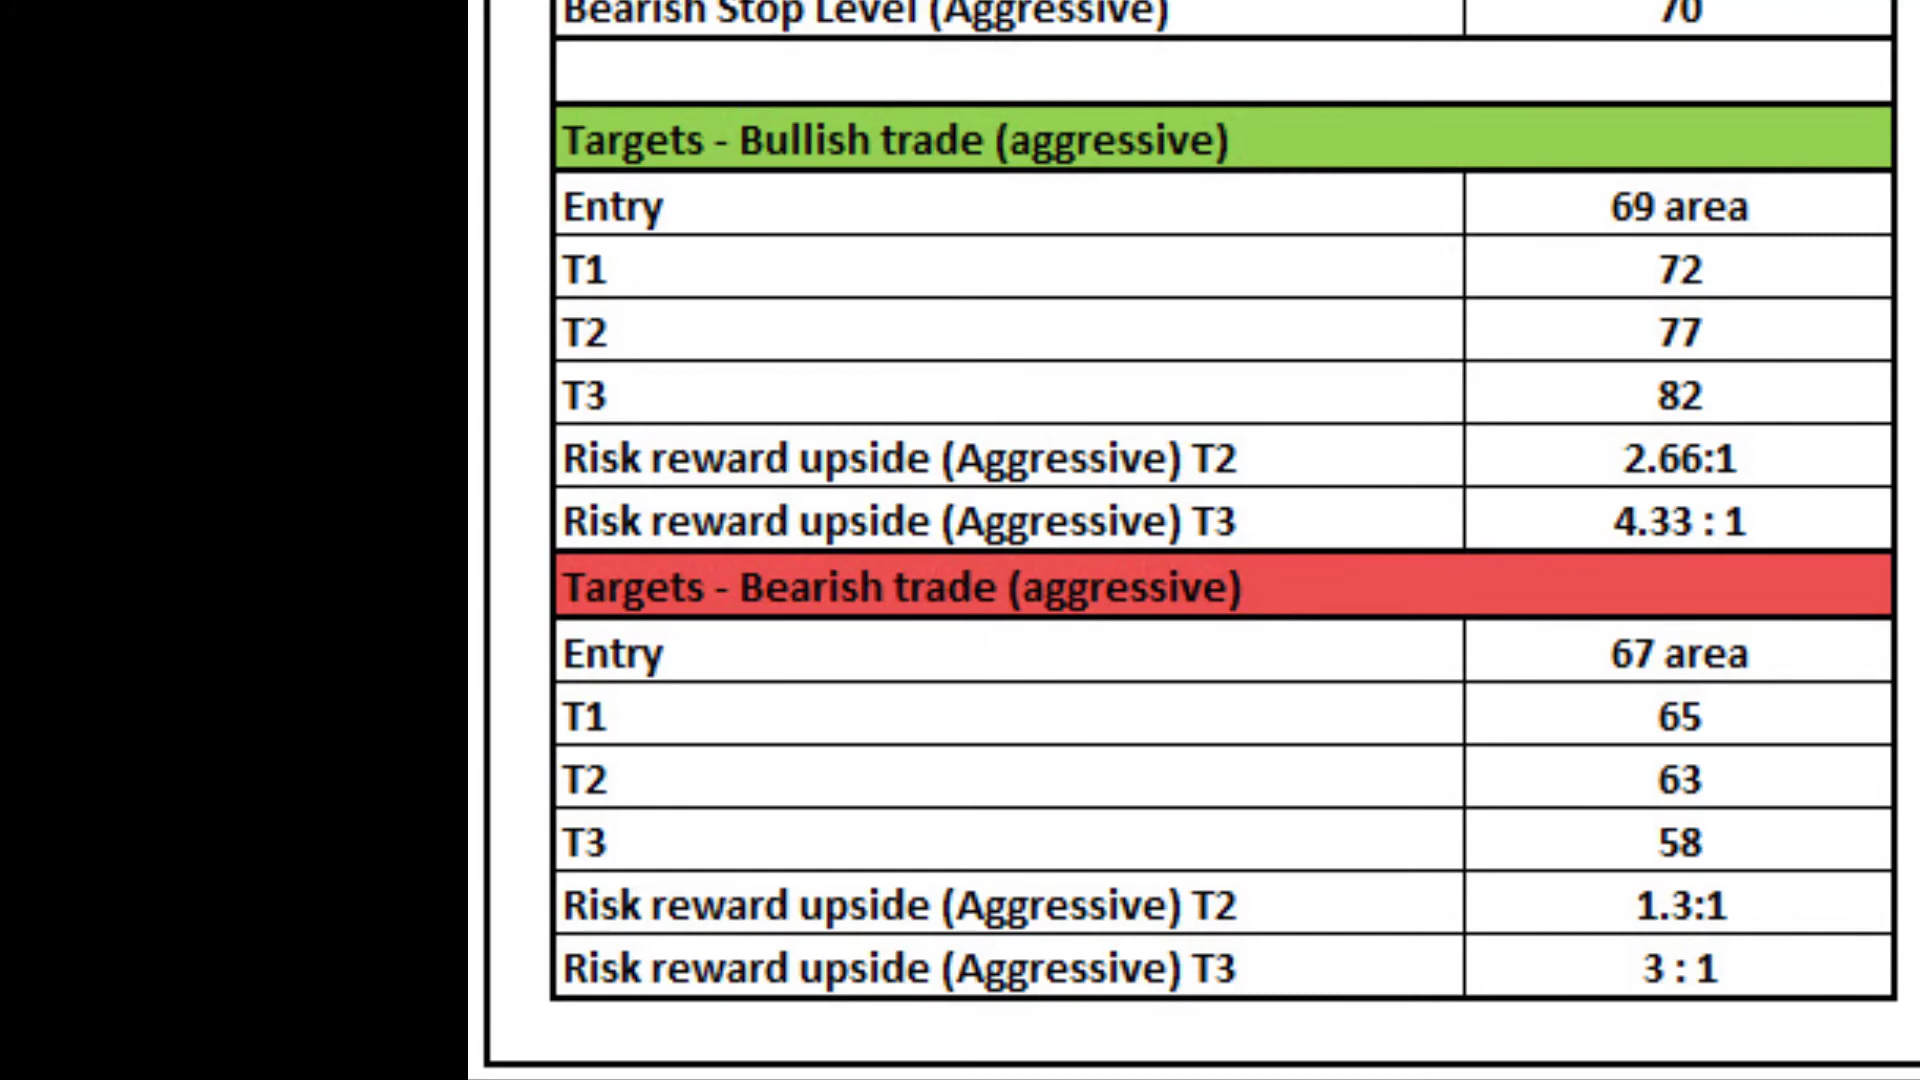 Bearish Stop Level (Aggressive) 70
Targets - Bullish trade (aggressive)
Entry 69 area
T1 72
T2 77
T3 82
Risk reward upside (Aggressive) T2 2.66:1
Risk reward upside (Aggressive) T3 4.33 : 1
Targets - Bearish trade (aggressive)
Entry 67 area
T1 65
T2 63
T3 58
Risk reward upside (Aggressive) T2 1.3:1
Risk reward upside (Aggressive) T3 3 : 1